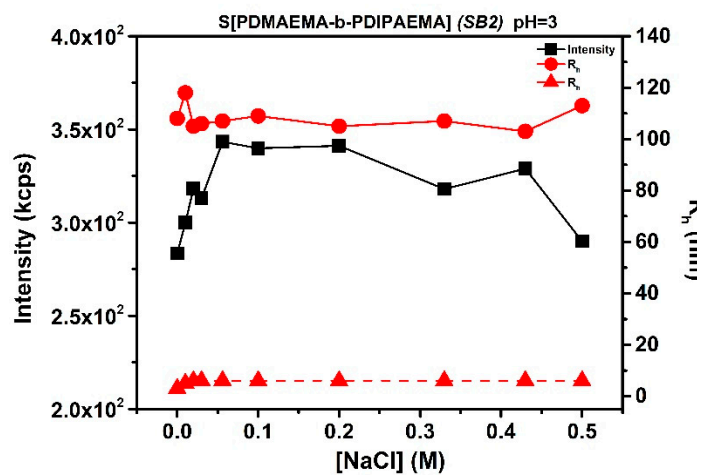 S[PDMAEMA-b-PDIPAEMA] (SB2) pH=3
Intensity
Rₕ
Rₕ
4.0x10²
3.5x10²
3.0x10²
2.5x10²
2.0x10²
Intensity (kcps)
140
120
100
80
60
40
20
0
0.0 0.1 0.2 0.3 0.4 0.5
[NaCl] (M)